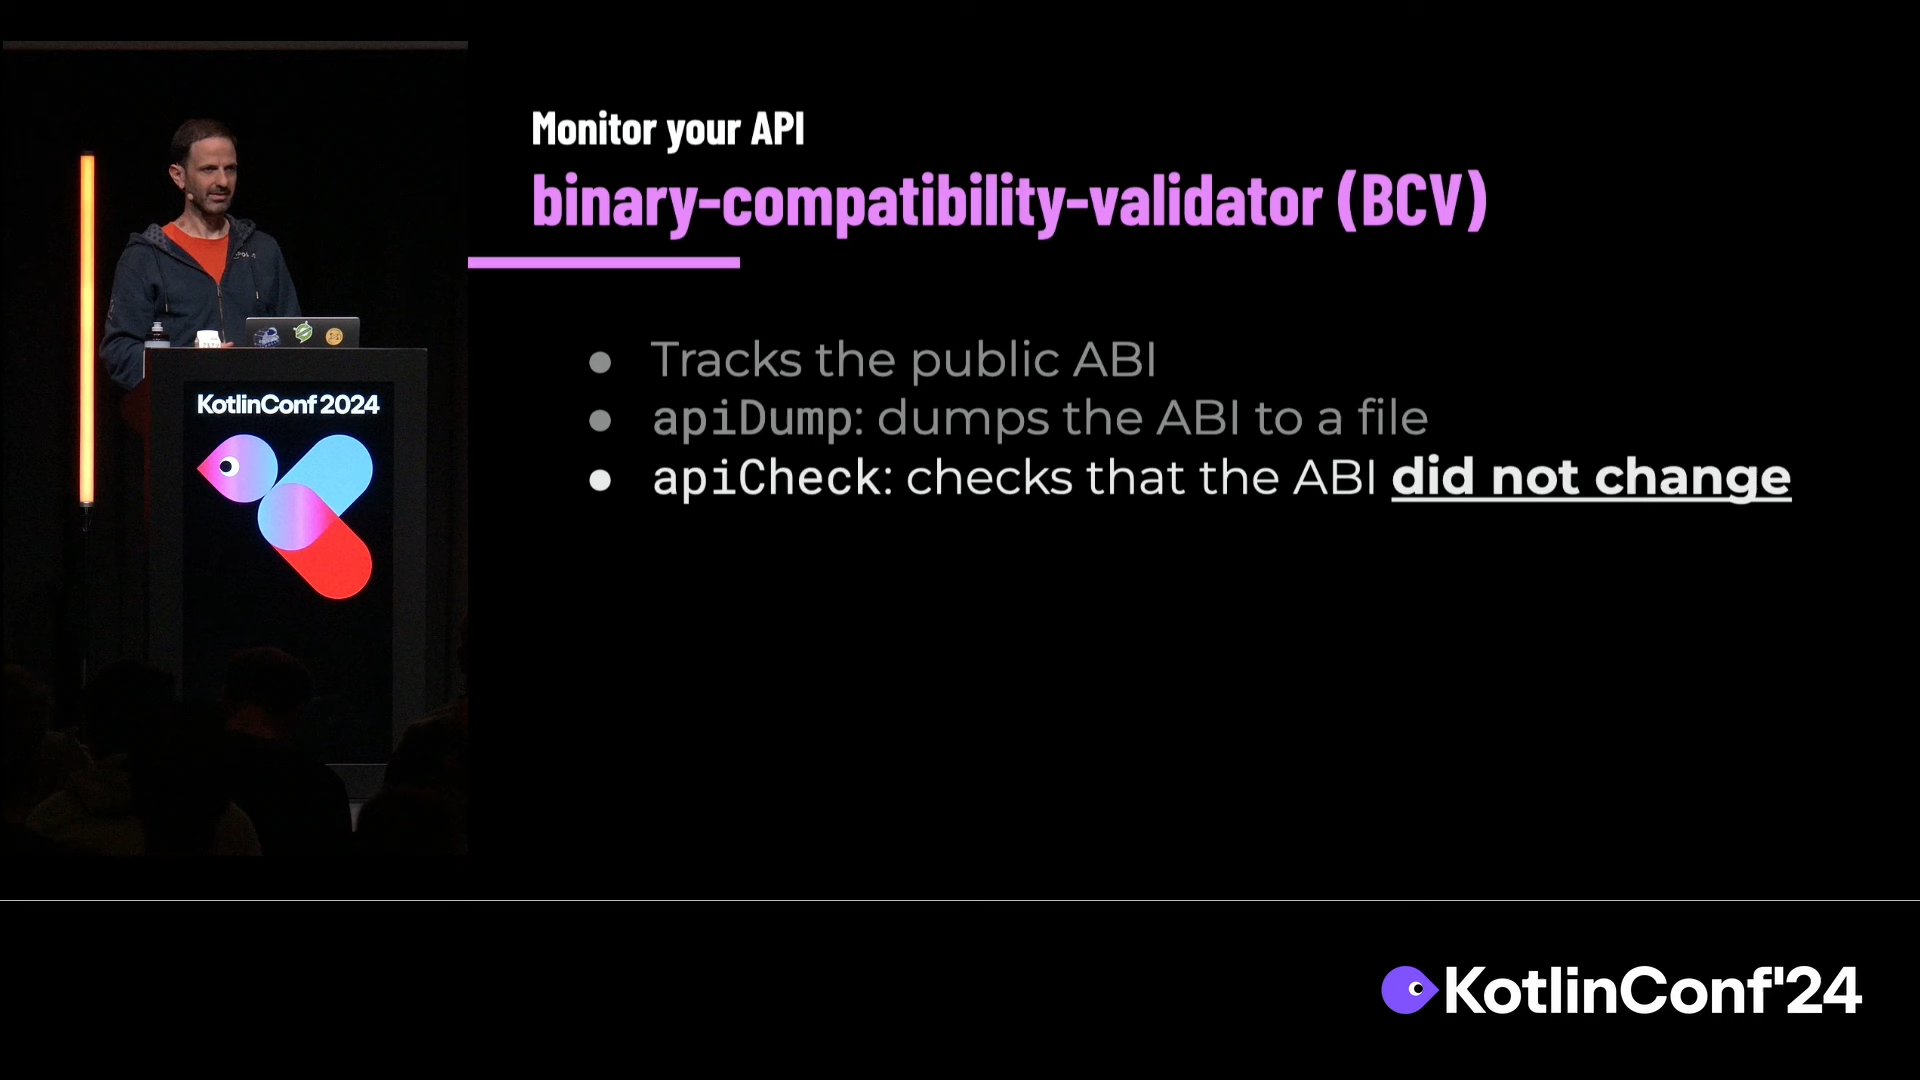 Monitor your API
binary-compatibility-validator (BCV)
● Tracks the public ABI
● apiDump: dumps the ABI to a file
● apiCheck: checks that the ABI did not change
KotlinConf 2024
KotlinConf'24